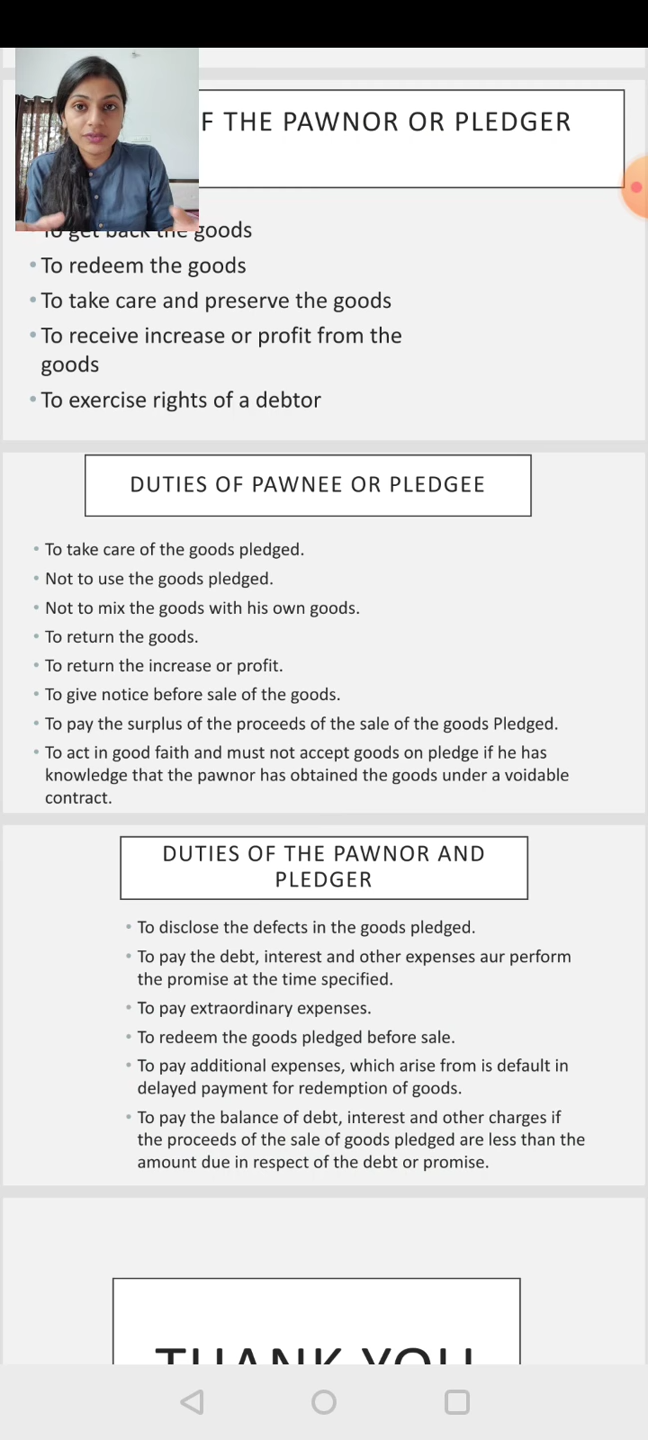 F THE PAWNOR OR PLEDGER
To get back the goods
• To redeem the goods
• To take care and preserve the goods
• To receive increase or profit from the
goods
• To exercise rights of a debtor
DUTIES OF PAWNEE OR PLEDGEE
• To take care of the goods pledged.
• Not to use the goods pledged.
• Not to mix the goods with his own goods.
• To return the goods.
• To return the increase or profit.
• To give notice before sale of the goods.
• To pay the surplus of the proceeds of the sale of the goods Pledged.
• To act in good faith and must not accept goods on pledge if he has
knowledge that the pawnor has obtained the goods under a voidable
contract.
DUTIES OF THE PAWNOR AND
PLEDGER
• To disclose the defects in the goods pledged.
• To pay the debt, interest and other expenses aur perform
the promise at the time specified.
• To pay extraordinary expenses.
• To redeem the goods pledged before sale.
• To pay additional expenses, which arise from is default in
delayed payment for redemption of goods.
• To pay the balance of debt, interest and other charges if
the proceeds of the sale of goods pledged are less than the
amount due in respect of the debt or promise.
THANK YOU